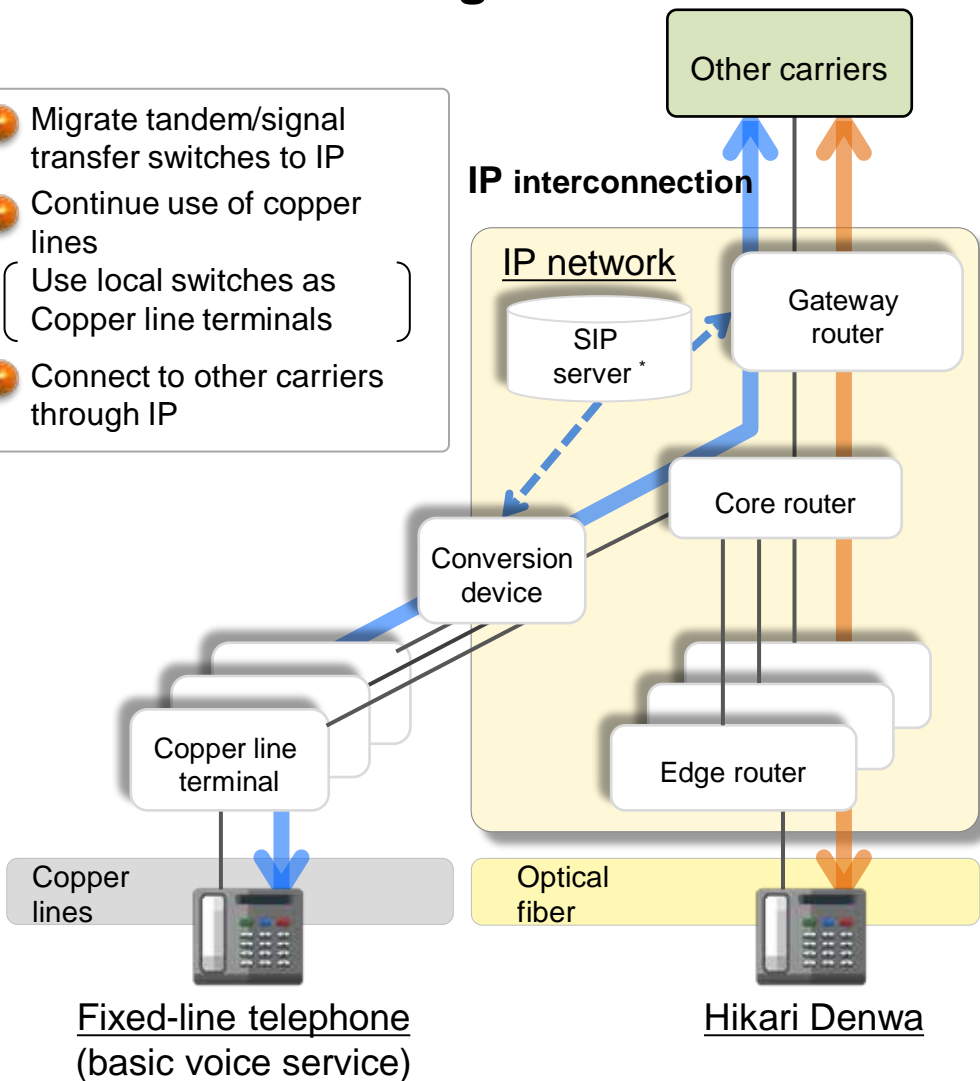 Other carriers
Migrate tandem/signal
transfer switches to IP
Continue use of copper
lines
Use local switches as
Copper line terminals
Connect to other carriers
through IP
IP interconnection
IP network
SIP
server *
Gateway
router
Core router
Conversion
device
Copper line
terminal
Edge router
Copper
lines
Optical
fiber
Fixed-line telephone
(basic voice service)
Hikari Denwa